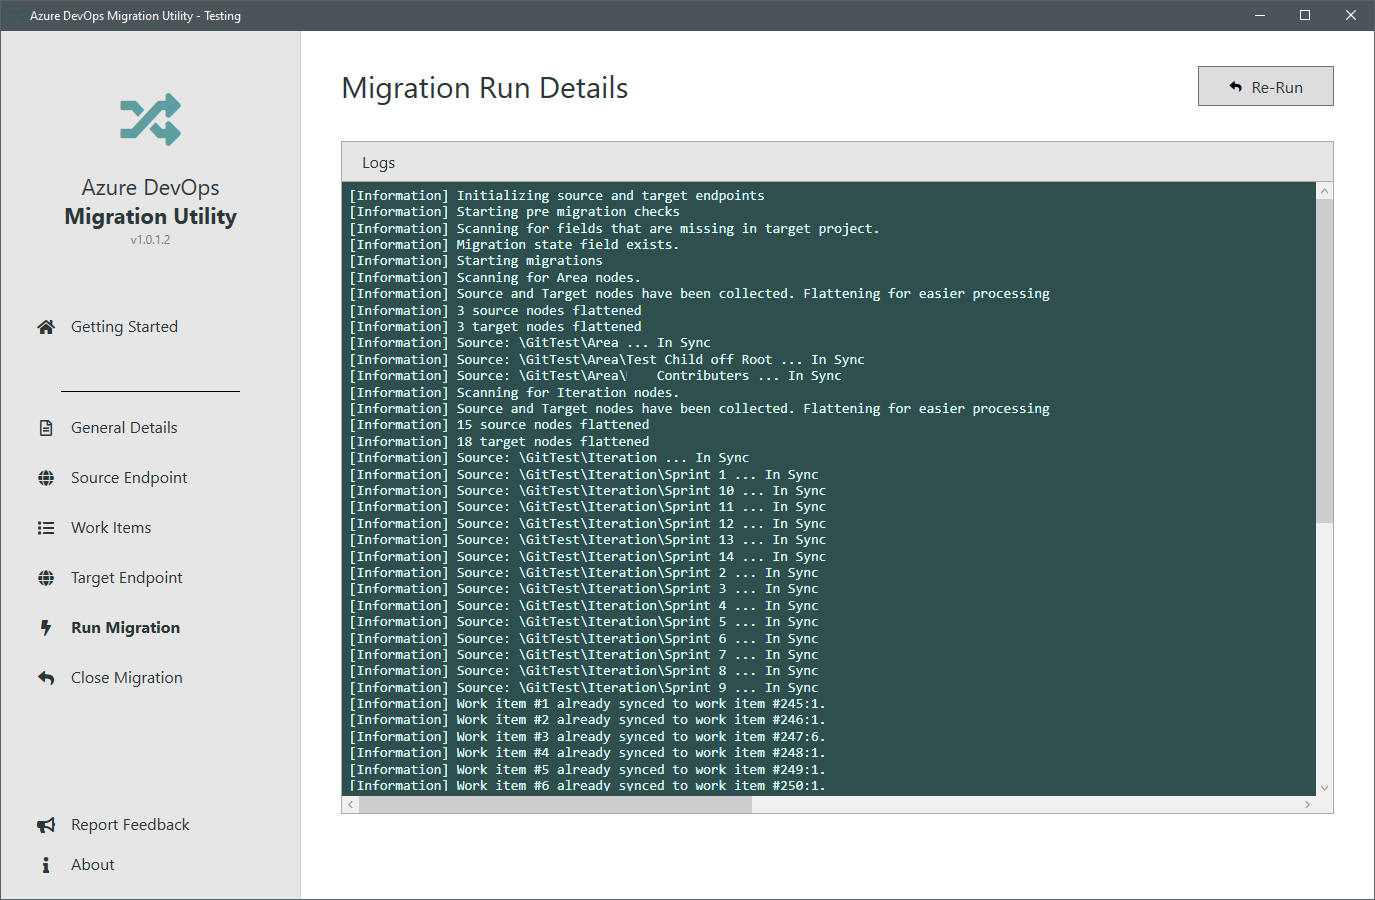 Azure DevOps Migration Utility - Testing
Azure DevOps
Migration Utility
v1.0.1.2
Getting Started
General Details
Source Endpoint
Work Items
Target Endpoint
Run Migration
Close Migration
Report Feedback
About
Migration Run Details
Re-Run
Logs
[Information] Initializing source and target endpoints
[Information] Starting pre migration checks
[Information] Scanning for fields that are missing in target project.
[Information] Migration state field exists.
[Information] Starting migrations
[Information] Scanning for Area nodes.
[Information] Source and Target nodes have been collected. Flattening for easier processing
[Information] 3 source nodes flattened
[Information] 3 target nodes flattened
[Information] Source: \GitTest\Area ... In Sync
[Information] Source: \GitTest\Area\Test Child off Root ... In Sync
[Information] Source: \GitTest\Area\ Contributers ... In Sync
[Information] Scanning for Iteration nodes.
[Information] Source and Target nodes have been collected. Flattening for easier processing
[Information] 15 source nodes flattened
[Information] 18 target nodes flattened
[Information] Source: \GitTest\Iteration ... In Sync
[Information] Source: \GitTest\Iteration\Sprint 1 ... In Sync
[Information] Source: \GitTest\Iteration\Sprint 10 ... In Sync
[Information] Source: \GitTest\Iteration\Sprint 11 ... In Sync
[Information] Source: \GitTest\Iteration\Sprint 12 ... In Sync
[Information] Source: \GitTest\Iteration\Sprint 13 ... In Sync
[Information] Source: \GitTest\Iteration\Sprint 14 ... In Sync
[Information] Source: \GitTest\Iteration\Sprint 2 ... In Sync
[Information] Source: \GitTest\Iteration\Sprint 3 ... In Sync
[Information] Source: \GitTest\Iteration\Sprint 4 ... In Sync
[Information] Source: \GitTest\Iteration\Sprint 5 ... In Sync
[Information] Source: \GitTest\Iteration\Sprint 6 ... In Sync
[Information] Source: \GitTest\Iteration\Sprint 7 ... In Sync
[Information] Source: \GitTest\Iteration\Sprint 8 ... In Sync
[Information] Source: \GitTest\Iteration\Sprint 9 ... In Sync
[Information] Work item #1 already synced to work item #245:1.
[Information] Work item #2 already synced to work item #246:1.
[Information] Work item #3 already synced to work item #247:6.
[Information] Work item #4 already synced to work item #248:1.
[Information] Work item #5 already synced to work item #249:1.
[Information] Work item #6 already synced to work item #250:1.